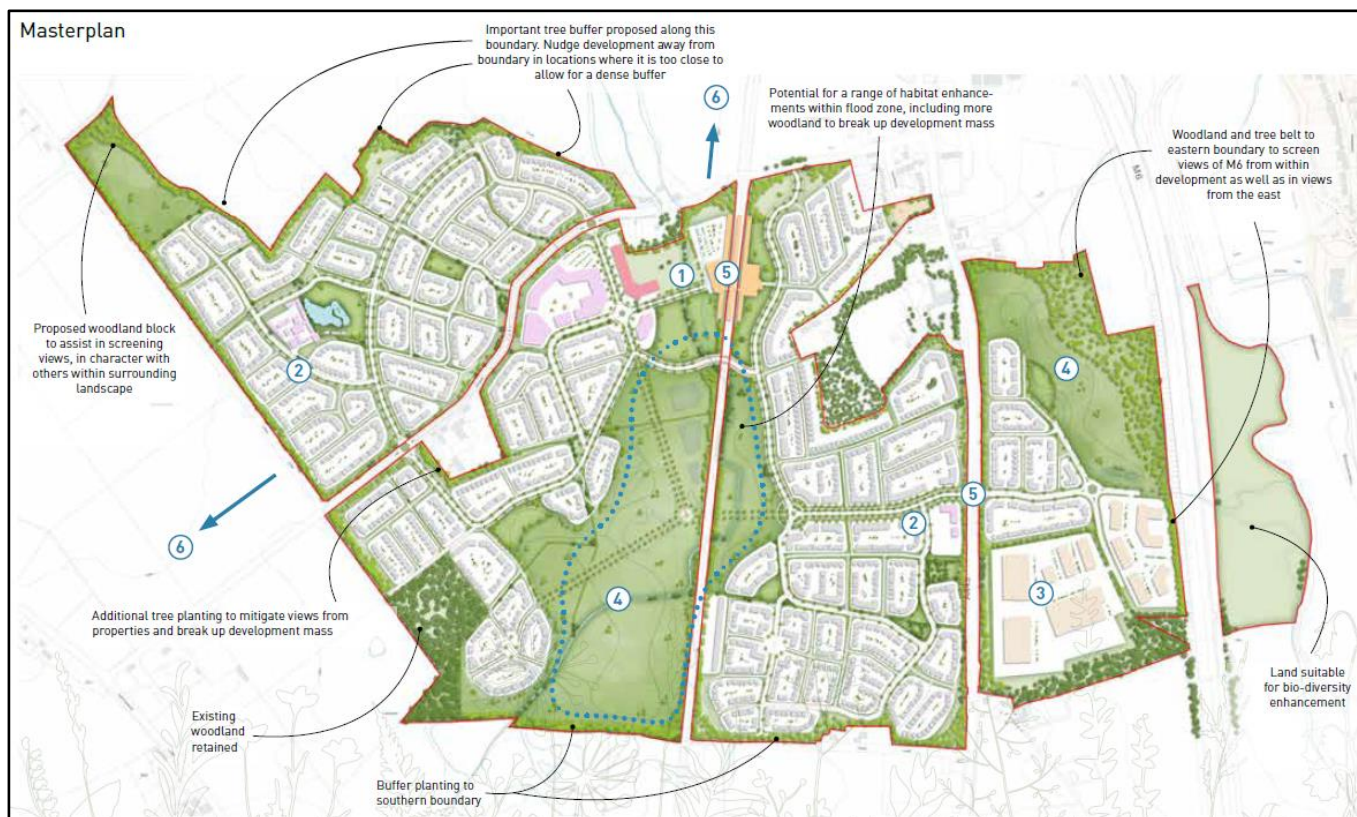 Masterplan
Important tree buffer proposed along this
boundary. Nudge development away from
boundary in locations where it is too close to
allow for a dense buffer
6
Potential for a range of habitat enhance-
ments within flood zone, including more
woodland to break up development mass
Woodland and tree belt to
eastern boundary to screen
views of M6 from within
development as well as in views
from the east
M6
1
5
Proposed woodland block
to assist in screening
views, in character with
others within surrounding
landscape
2
4
5
2
6
4
3
Additional tree planting to mitigate views from
properties and break up development mass
Existing
woodland
retained
Land suitable
for bio-diversity
enhancement
Buffer planting to
southern boundary